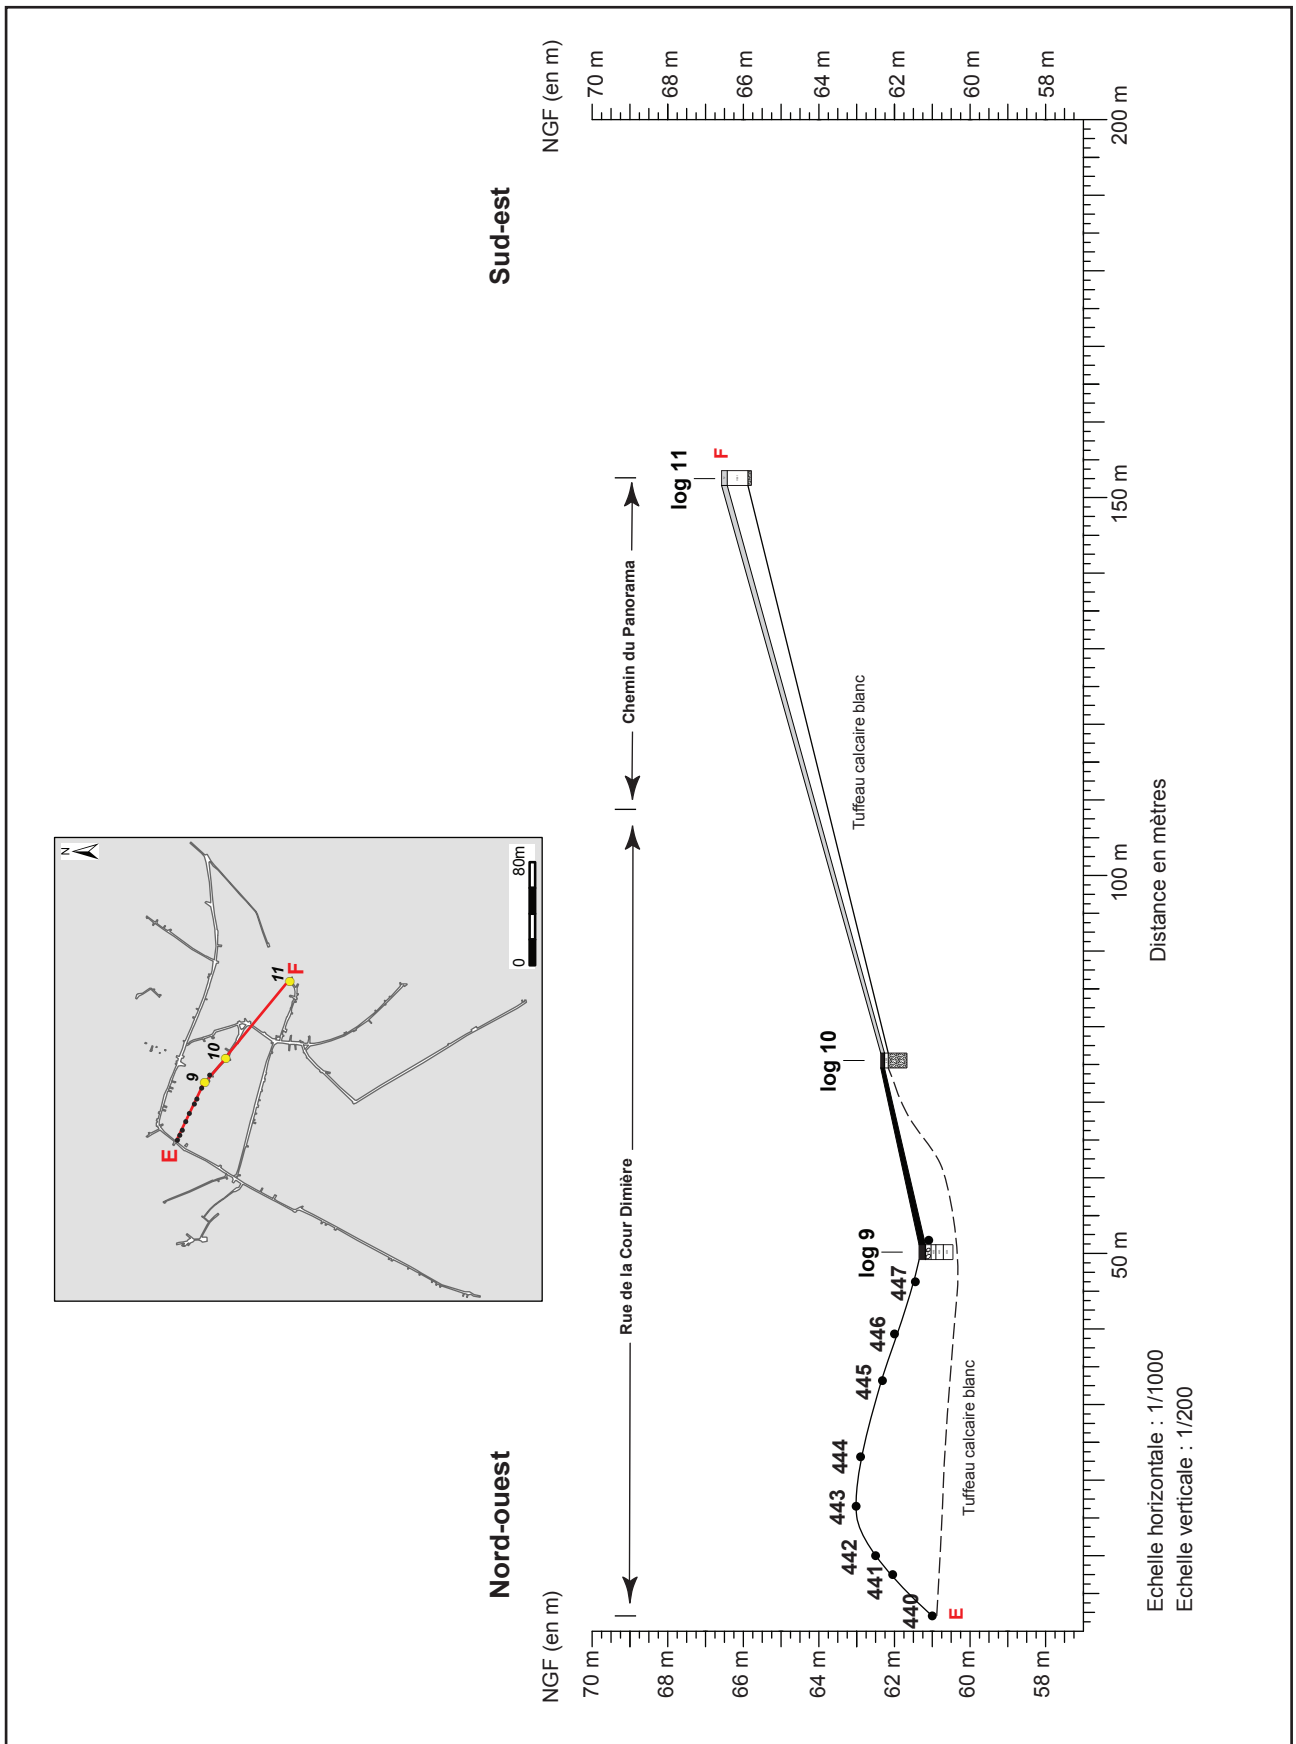 N
0 80m
E
9
10
11
F
Nord-ouest
Sud-est
NGF (en m)
NGF (en m)
70 m
68 m
66 m
64 m
62 m
60 m
58 m
70 m
68 m
66 m
64 m
62 m
60 m
58 m
Rue de la Cour Dimière
Chemin du Panorama
440
441
442
443
444
445
446
447
log 9
log 10
log 11
E
F
Tuffeau calcaire blanc
Tuffeau calcaire blanc
50 m
100 m
150 m
200 m
Distance en mètres
Echelle horizontale : 1/1000
Echelle verticale : 1/200